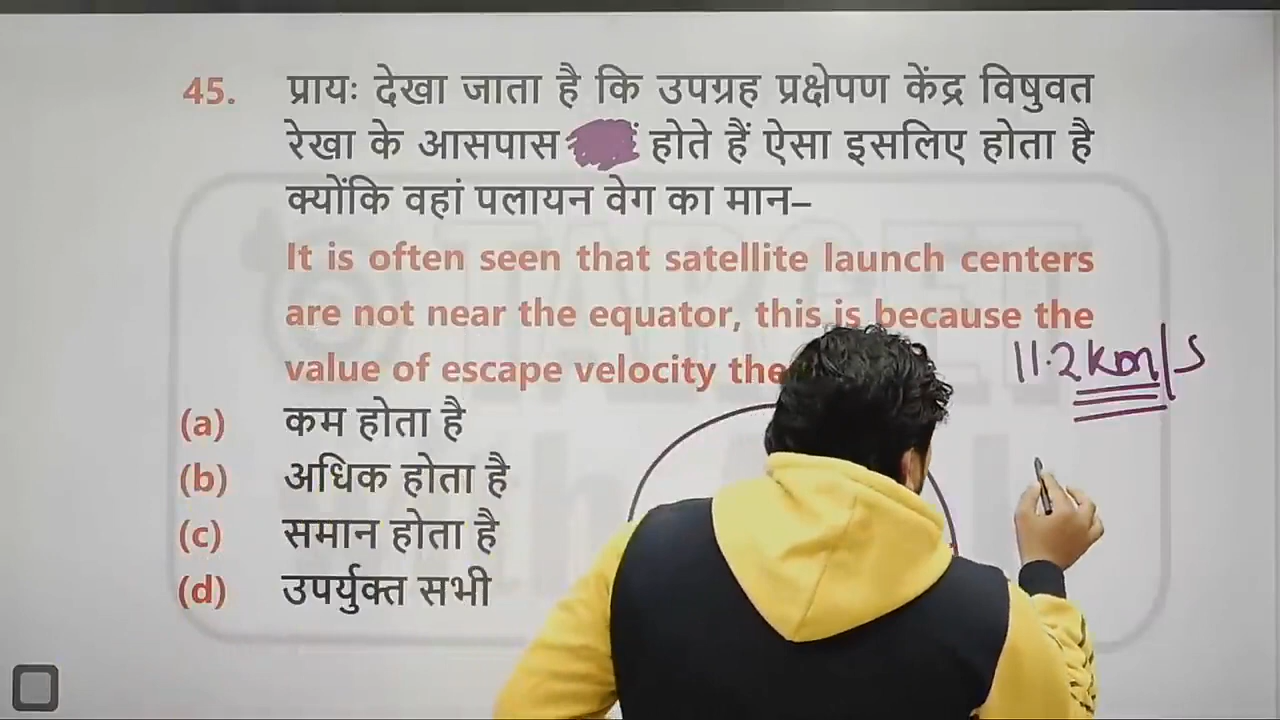 45. प्रायः देखा जाता है कि उपग्रह प्रक्षेपण केंद्र विषुवत
रेखा के आसपास होते हैं ऐसा इसलिए होता है
क्योंकि वहां पलायन वेग का मान–
It is often seen that satellite launch centers
are not near the equator, this is because the
value of escape velocity
11.2 km/s
(a) कम होता है
(b) अधिक होता है
(c) समान होता है
(d) उपर्युक्त सभी